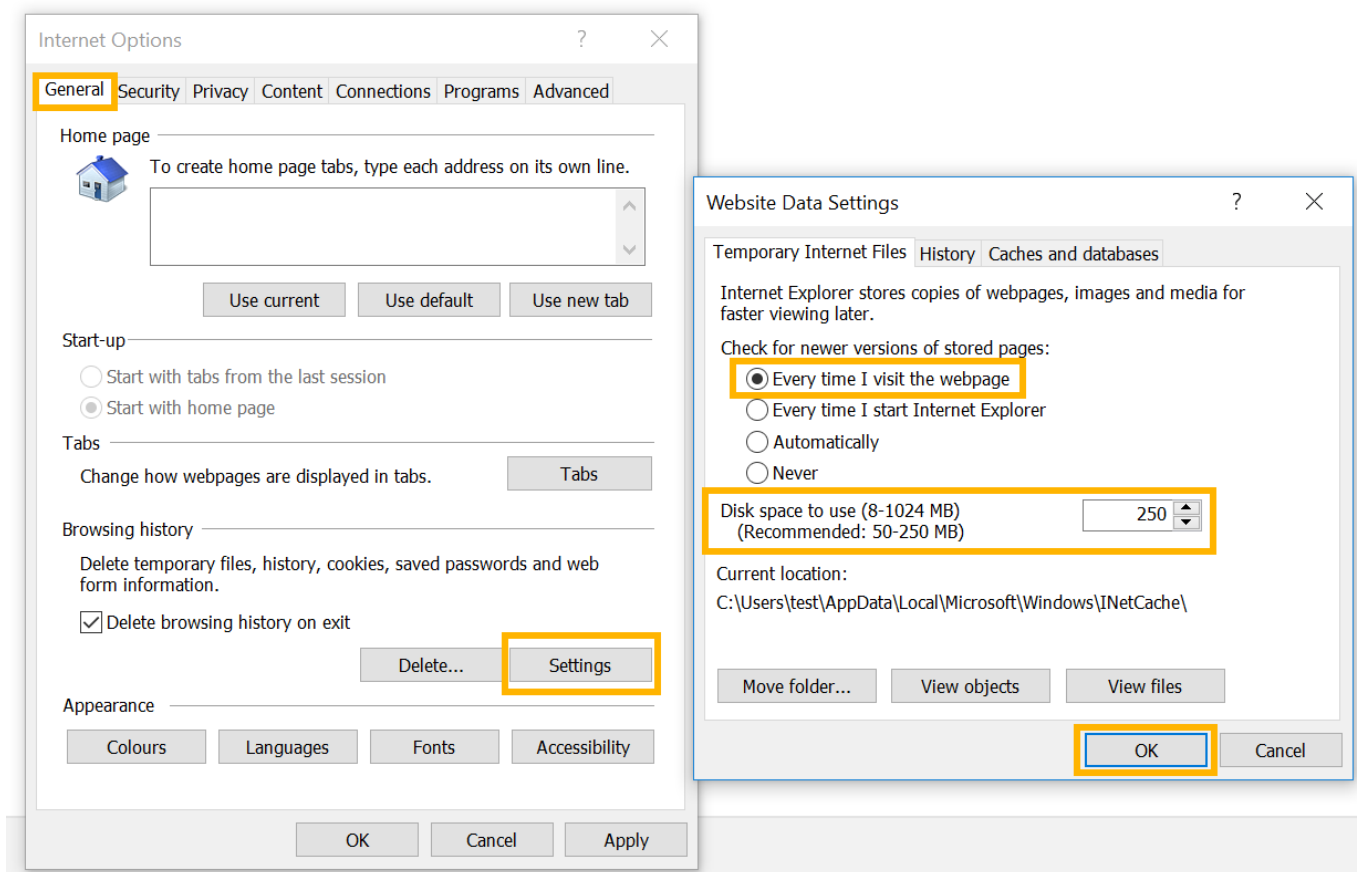 Internet Options
?
General Security Privacy Content Connections Programs Advanced
Home page
To create home page tabs, type each address on its own line.
Use current Use default Use new tab
Start-up
Start with tabs from the last session
Start with home page
Tabs
Change how webpages are displayed in tabs.
Tabs
Browsing history
Delete temporary files, history, cookies, saved passwords and web
form information.
Delete browsing history on exit
Delete... Settings
Appearance
Colours Languages Fonts Accessibility
OK Cancel Apply
Website Data Settings
?
Temporary Internet Files History Caches and databases
Internet Explorer stores copies of webpages, images and media for
faster viewing later.
Check for newer versions of stored pages:
Every time I visit the webpage
Every time I start Internet Explorer
Automatically
Never
Disk space to use (8-1024 MB)
(Recommended: 50-250 MB)
250
Current location:
C:\Users\test\AppData\Local\Microsoft\Windows\INetCache\
Move folder... View objects View files
OK Cancel